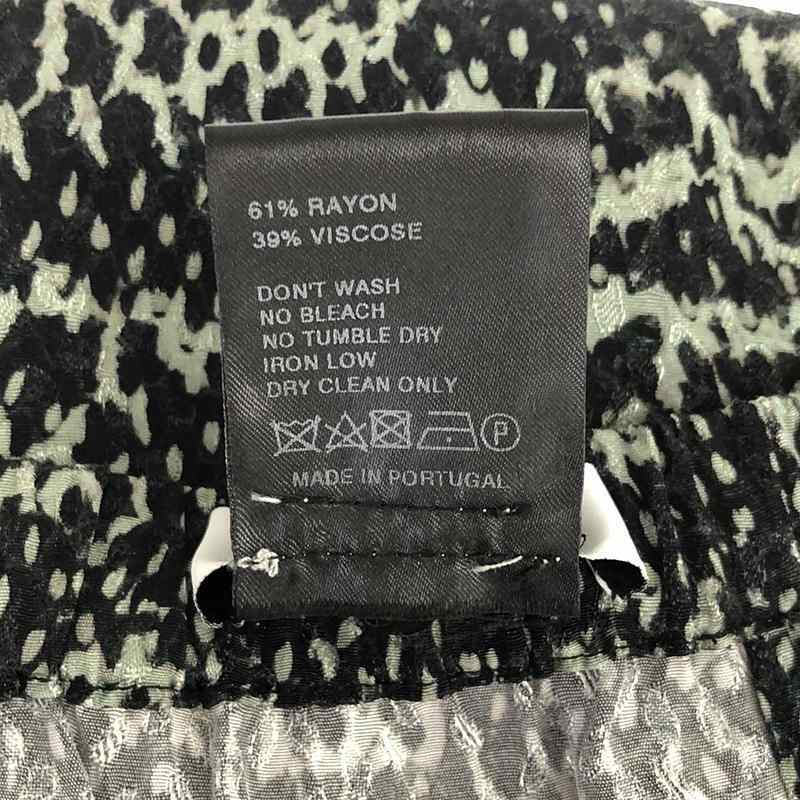 61% RAYON
39% VISCOSE
DON'T WASH
NO BLEACH
NO TUMBLE DRY
IRON LOW
DRY CLEAN ONLY
P
MADE IN PORTUGAL